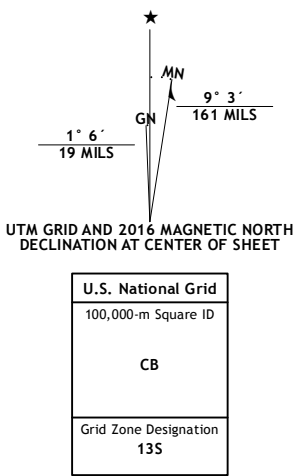 MN
GN
9° 3´
161 MILS
1° 6´
19 MILS
UTM GRID AND 2016 MAGNETIC NORTH
DECLINATION AT CENTER OF SHEET
U.S. National Grid
100,000-m Square ID
CB
Grid Zone Designation
13S